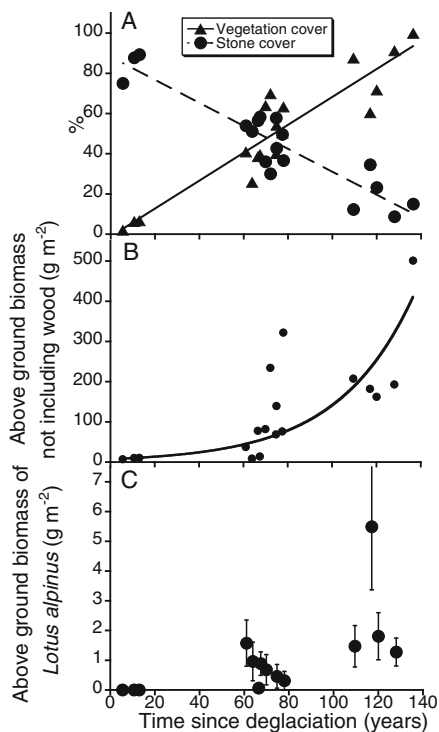 A
Vegetation cover
Stone cover
%
100
80
60
40
20
0
B
Above ground biomass
not including wood (g m-2)
500
400
300
200
100
0
C
Above ground biomass of
Lotus alpinus (g m-2)
7
6
5
4
3
2
1
0
0 20 40 60 80 100 120 140
Time since deglaciation (years)